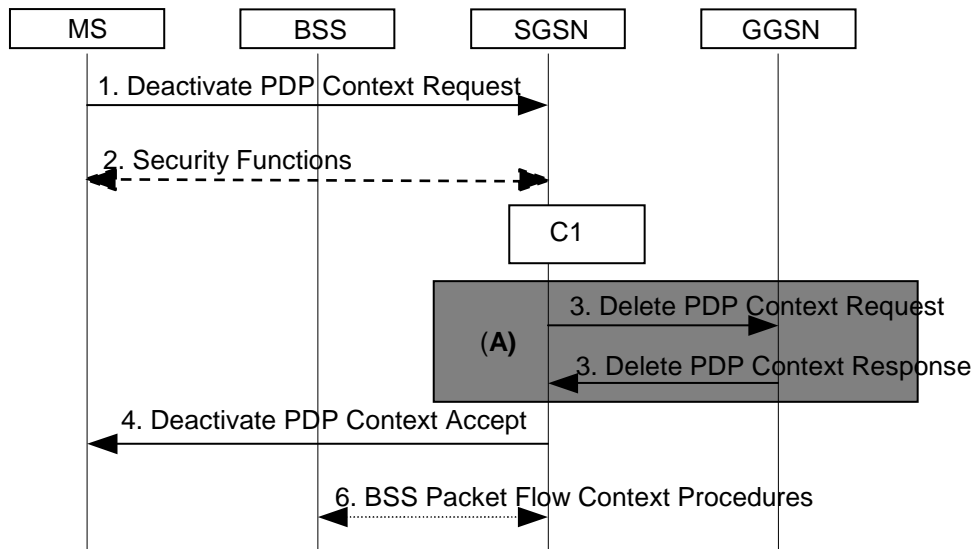 MS BSS SGSN GGSN
1. Deactivate PDP Context Request
2. Security Functions
C1
3. Delete PDP Context Request
(A)
3. Delete PDP Context Response
4. Deactivate PDP Context Accept
6. BSS Packet Flow Context Procedures